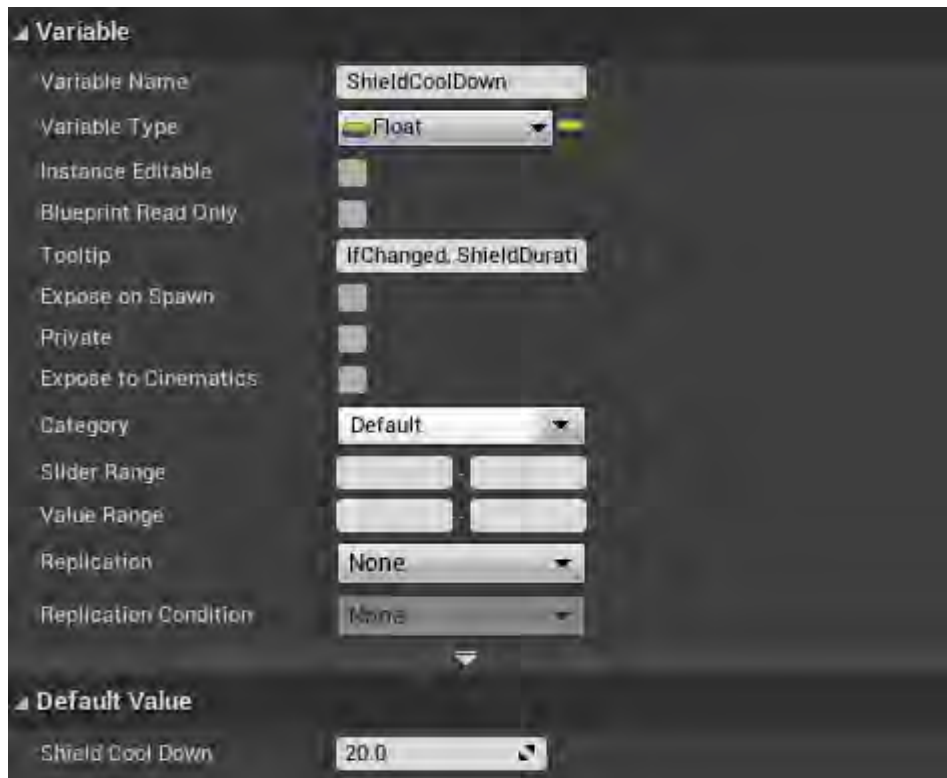 Variable
Variable Name ShieldCoolDown
Variable Type Float
Instance Editable
Blueprint Read Only
Tooltip IfChanged, ShieldDurati
Expose on Spawn
Private
Expose to Cinematics
Category Default
Slider Range -
Value Range -
Replication None
Replication Condition None
Default Value
Shield Cool Down 20.0